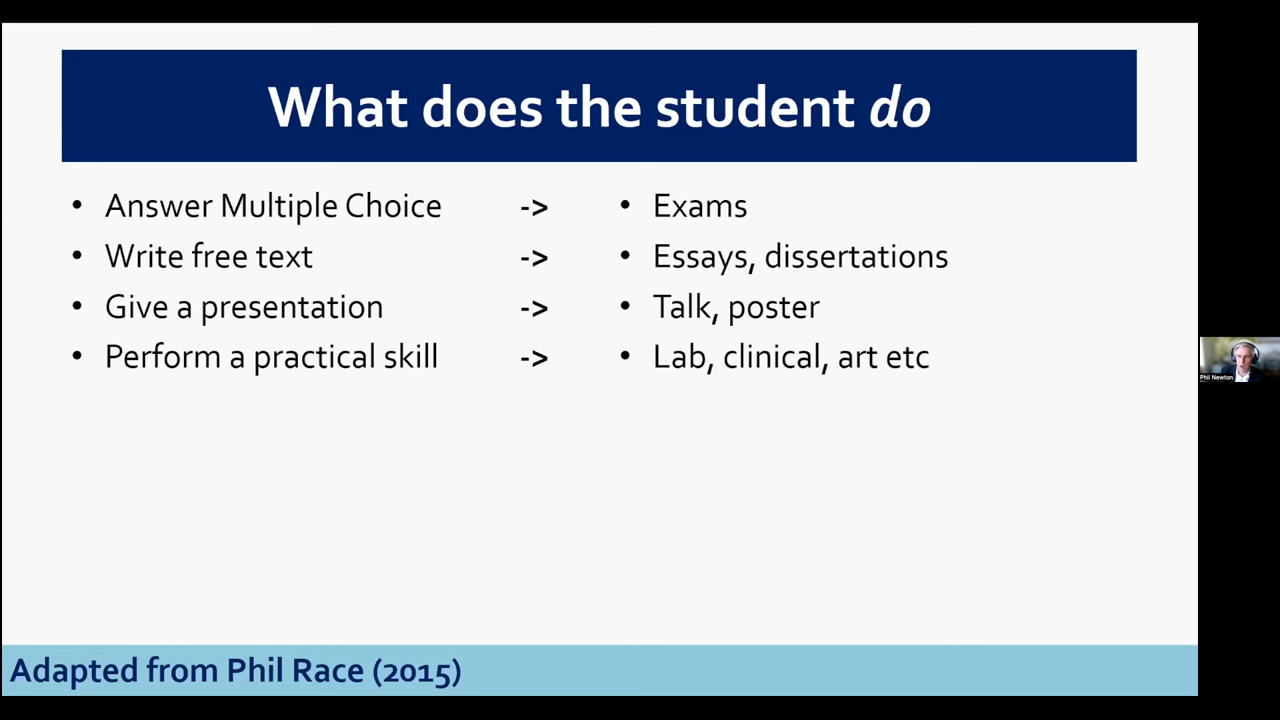 What does the student do
• Answer Multiple Choice -> • Exams
• Write free text -> • Essays, dissertations
• Give a presentation -> • Talk, poster
• Perform a practical skill -> • Lab, clinical, art etc
Phil Newton
Adapted from Phil Race (2015)